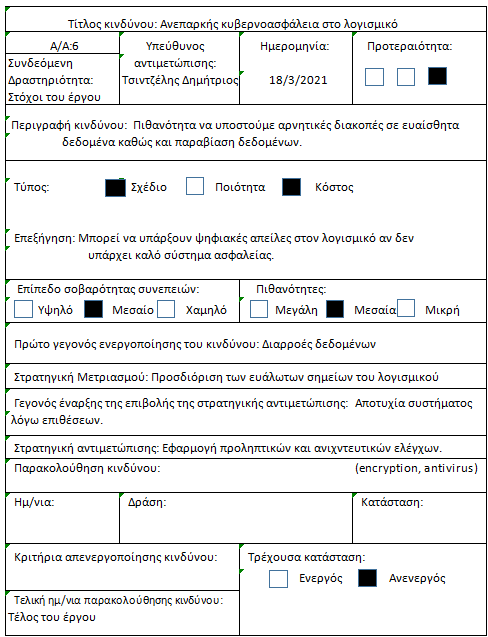 Τίτλος κινδύνου: Ανεπαρκής κυβερνοασφάλεια στο λογισμικό
Α/Α:6
Συνδεόμενη
Δραστηριότητα:
Στόχοι του έργου
Υπεύθυνος
αντιμετώπισης:
Τσιντζέλης Δημήτριος
Ημερομηνία:
18/3/2021
Προτεραιότητα:
Περιγραφή κινδύνου: Πιθανότητα να υποστούμε αρνητικές διακοπές σε ευαίσθητα
δεδομένα καθώς και παραβίαση δεδομένων.
Τύπος: Σχέδιο Ποιότητα Κόστος
Επεξήγηση: Μπορεί να υπάρξουν ψηφιακές απείλες στον λογισμικό αν δεν
υπάρχει καλό σύστημα ασφαλείας.
Επίπεδο σοβαρότητας συνεπειών:
Υψηλό Μεσαίο Χαμηλό
Πιθανότητες:
Μεγάλη Μεσαία Μικρή
Πρώτο γεγονός ενεργοποίησης του κινδύνου: Διαρροές δεδομένων
Στρατηγική Μετριασμού: Προσδιόριση των ευάλωτων σημείων του λογισμικού
Γεγονός έναρξης της επιβολής της στρατηγικής αντιμετώπισης: Αποτυχία συστήματος
λόγω επιθέσεων.
Στρατηγική αντιμετώπισης: Εφαρμογή προληπτικών και ανιχντευτικών ελέγχων.
Παρακολούθηση κινδύνου: (encryption, antivirus)
Ημ/νια: Δράση: Κατάσταση:
Κριτήρια απενεργοποίησης κινδύνου:
Τελική ημ/νια παρακολούθησης κινδύνου:
Τέλος του έργου
Τρέχουσα κατάσταση:
Ενεργός Ανενεργός